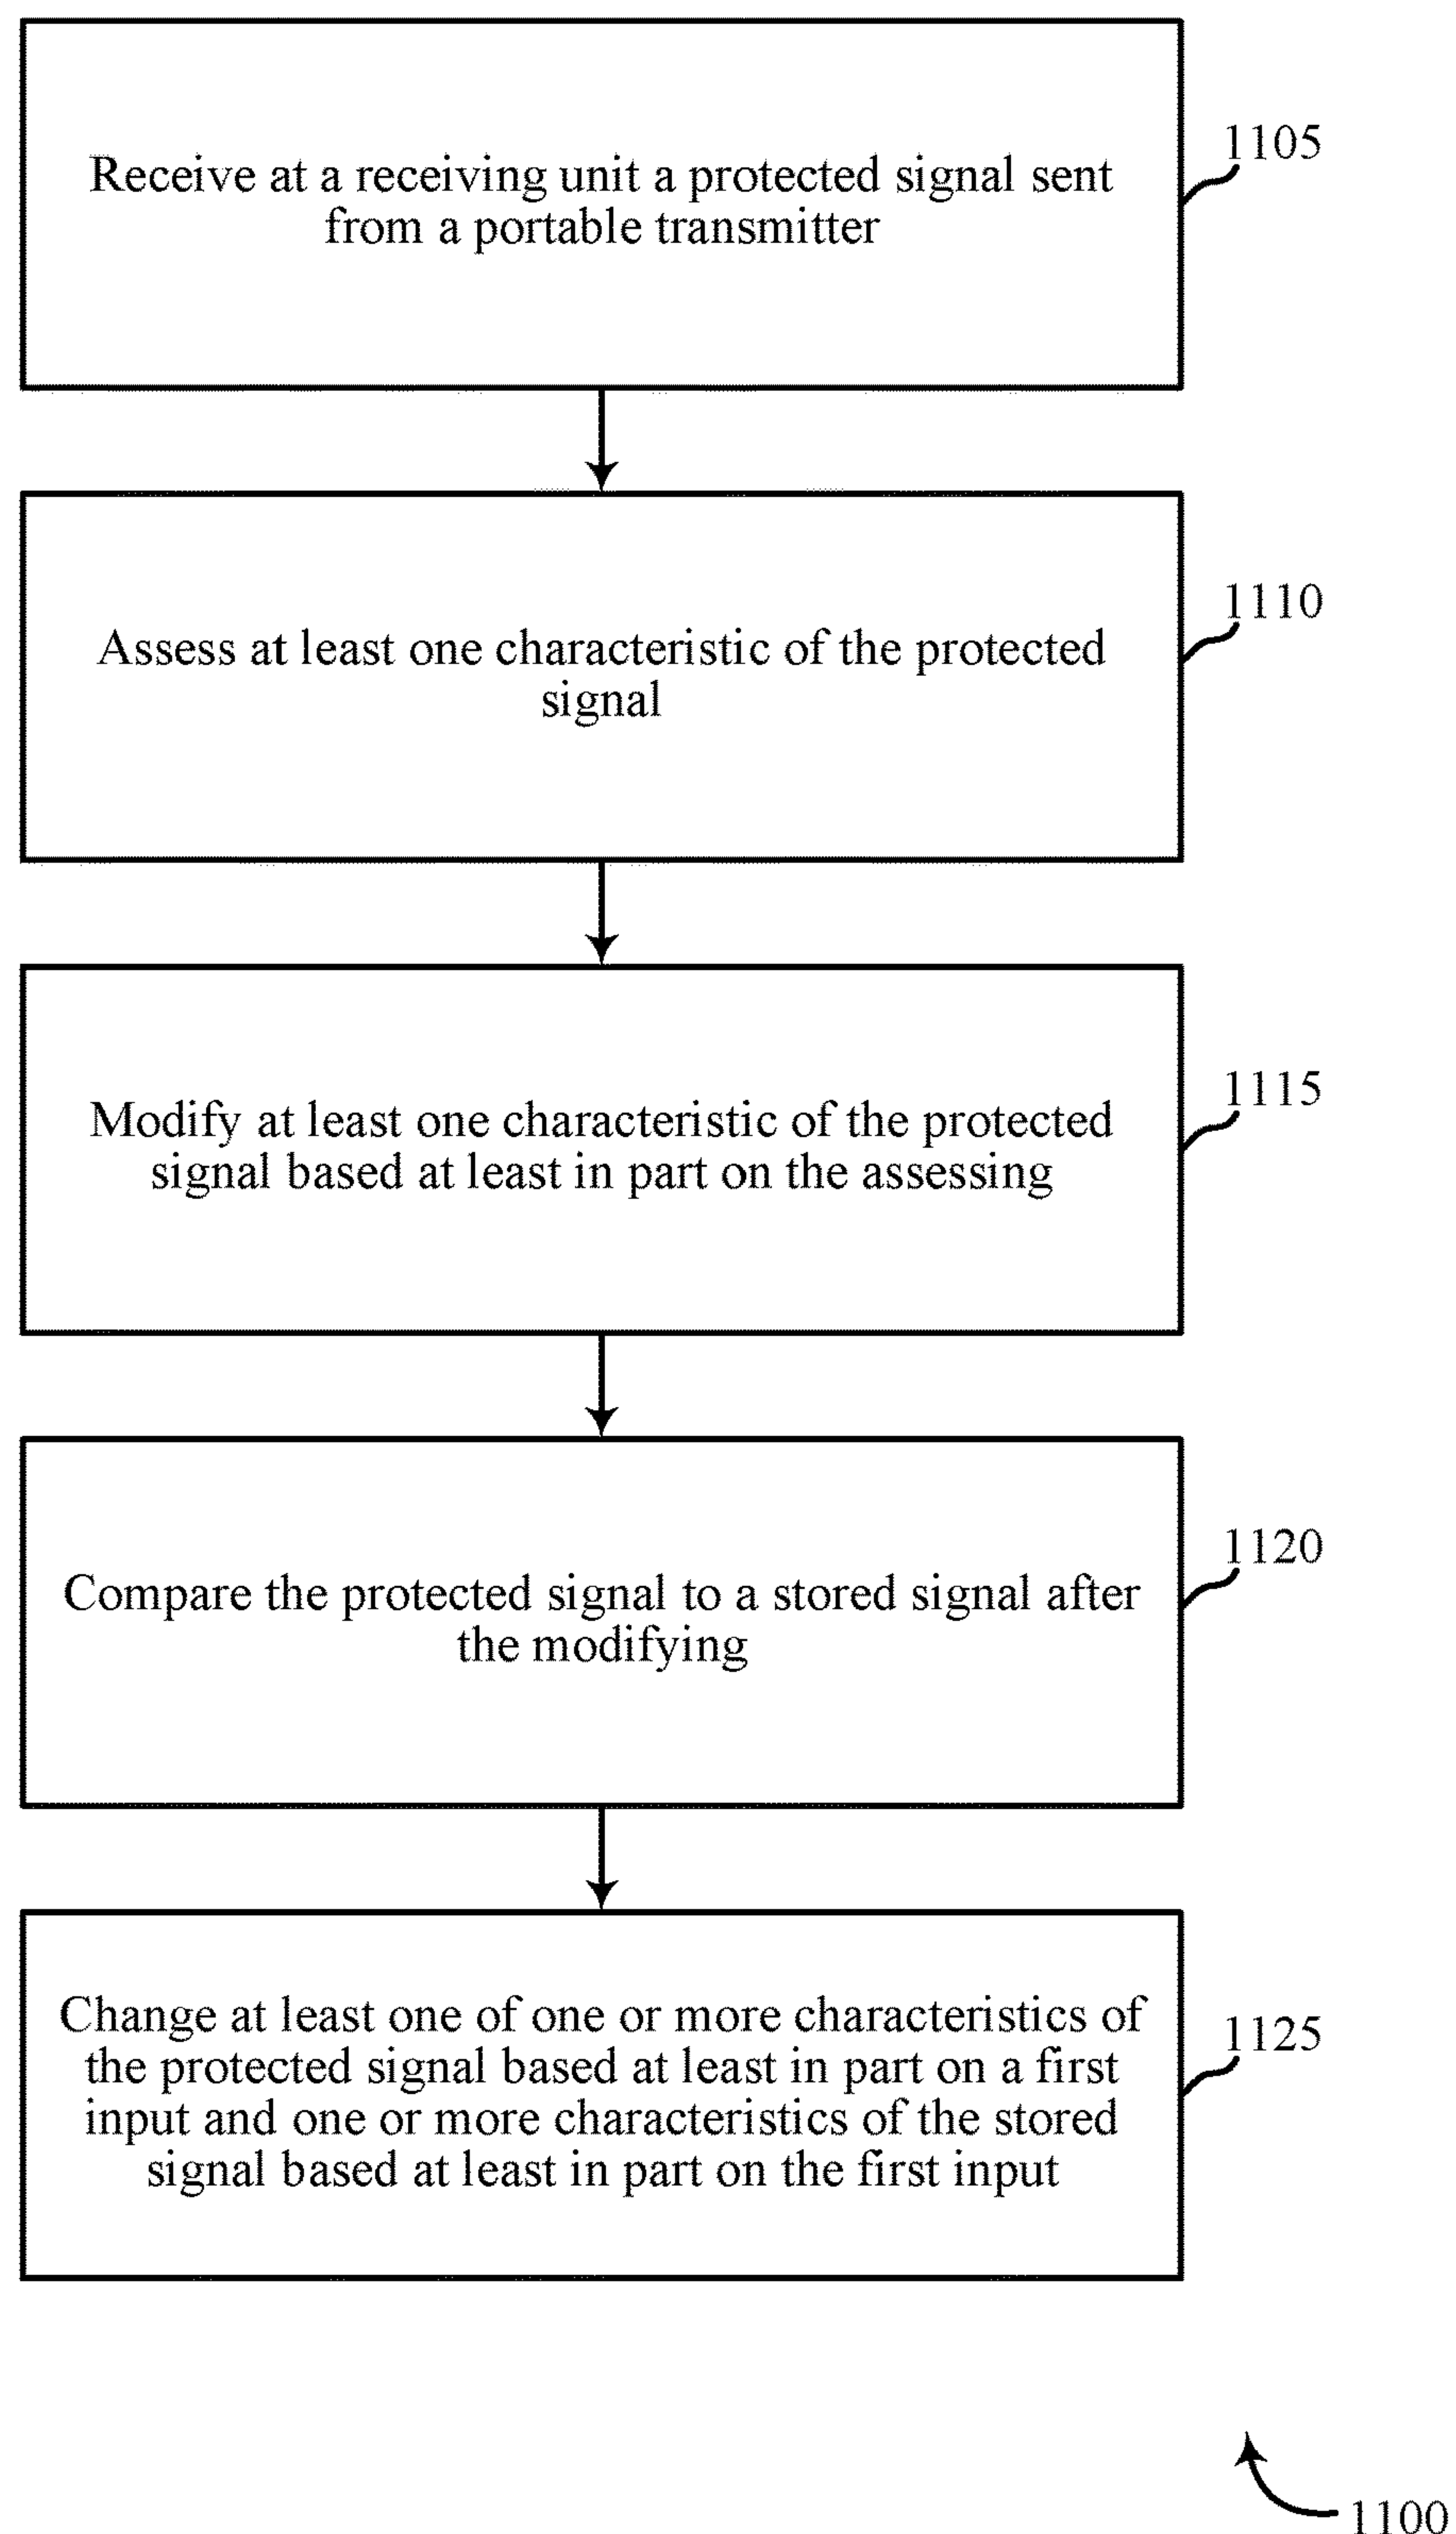 Receive at a receiving unit a protected signal sent
from a portable transmitter
1105
Assess at least one characteristic of the protected
signal
1110
Modify at least one characteristic of the protected
signal based at least in part on the assessing
1115
Compare the protected signal to a stored signal after
the modifying
1120
Change at least one of one or more characteristics of
the protected signal based at least in part on a first
input and one or more characteristics of the stored
signal based at least in part on the first input
1125
1100